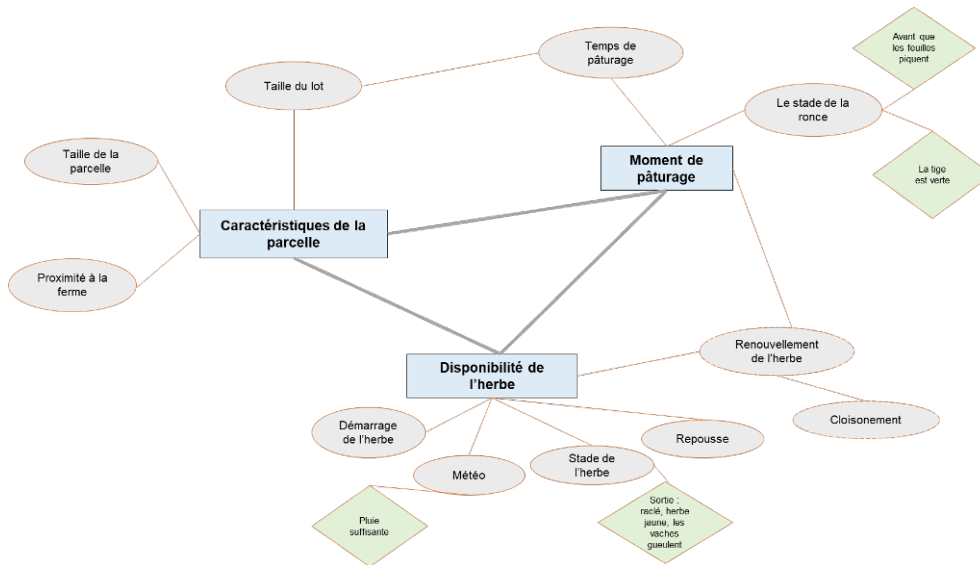 Avant que
les feuilles
piquent
Temps de
pâturage
Taille du lot
Le stade de la
ronce
Taille de la
parcelle
Moment de
pâturage
La tige
est verte
Caractéristiques de la
parcelle
Proximité à la
ferme
Renouvellement
de l'herbe
Disponibilité de
l'herbe
Cloisonement
Démarrage
de l'herbe
Repousse
Météo
Stade de
l'herbe
Pluie
suffisante
Sortie :
raclé, herbe
jaune, les
vaches
gueulent